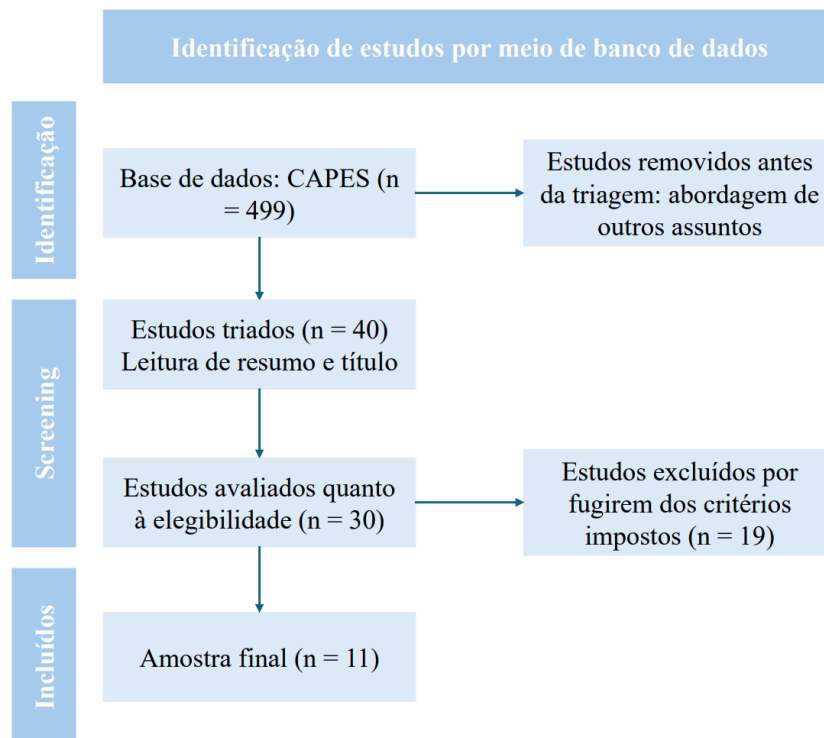 Identificação de estudos por meio de banco de dados
Identificação
Base de dados: CAPES (n
= 499)
Estudos removidos antes
da triagem: abordagem de
outros assuntos
Screening
Estudos triados (n = 40)
Leitura de resumo e título
Estudos avaliados quanto
à elegibilidade (n = 30)
Estudos excluídos por
fugirem dos critérios
impostos (n = 19)
Incluídos
Amostra final (n = 11)